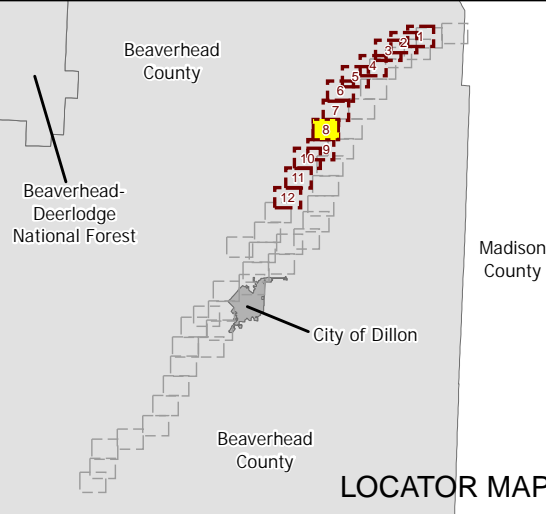 Beaverhead
County
1
2
3
4
5
6
7
8
9
10
11
12
Beaverhead-
Deerlodge
National Forest
Madison
County
City of Dillon
Beaverhead
County
LOCATOR MAP